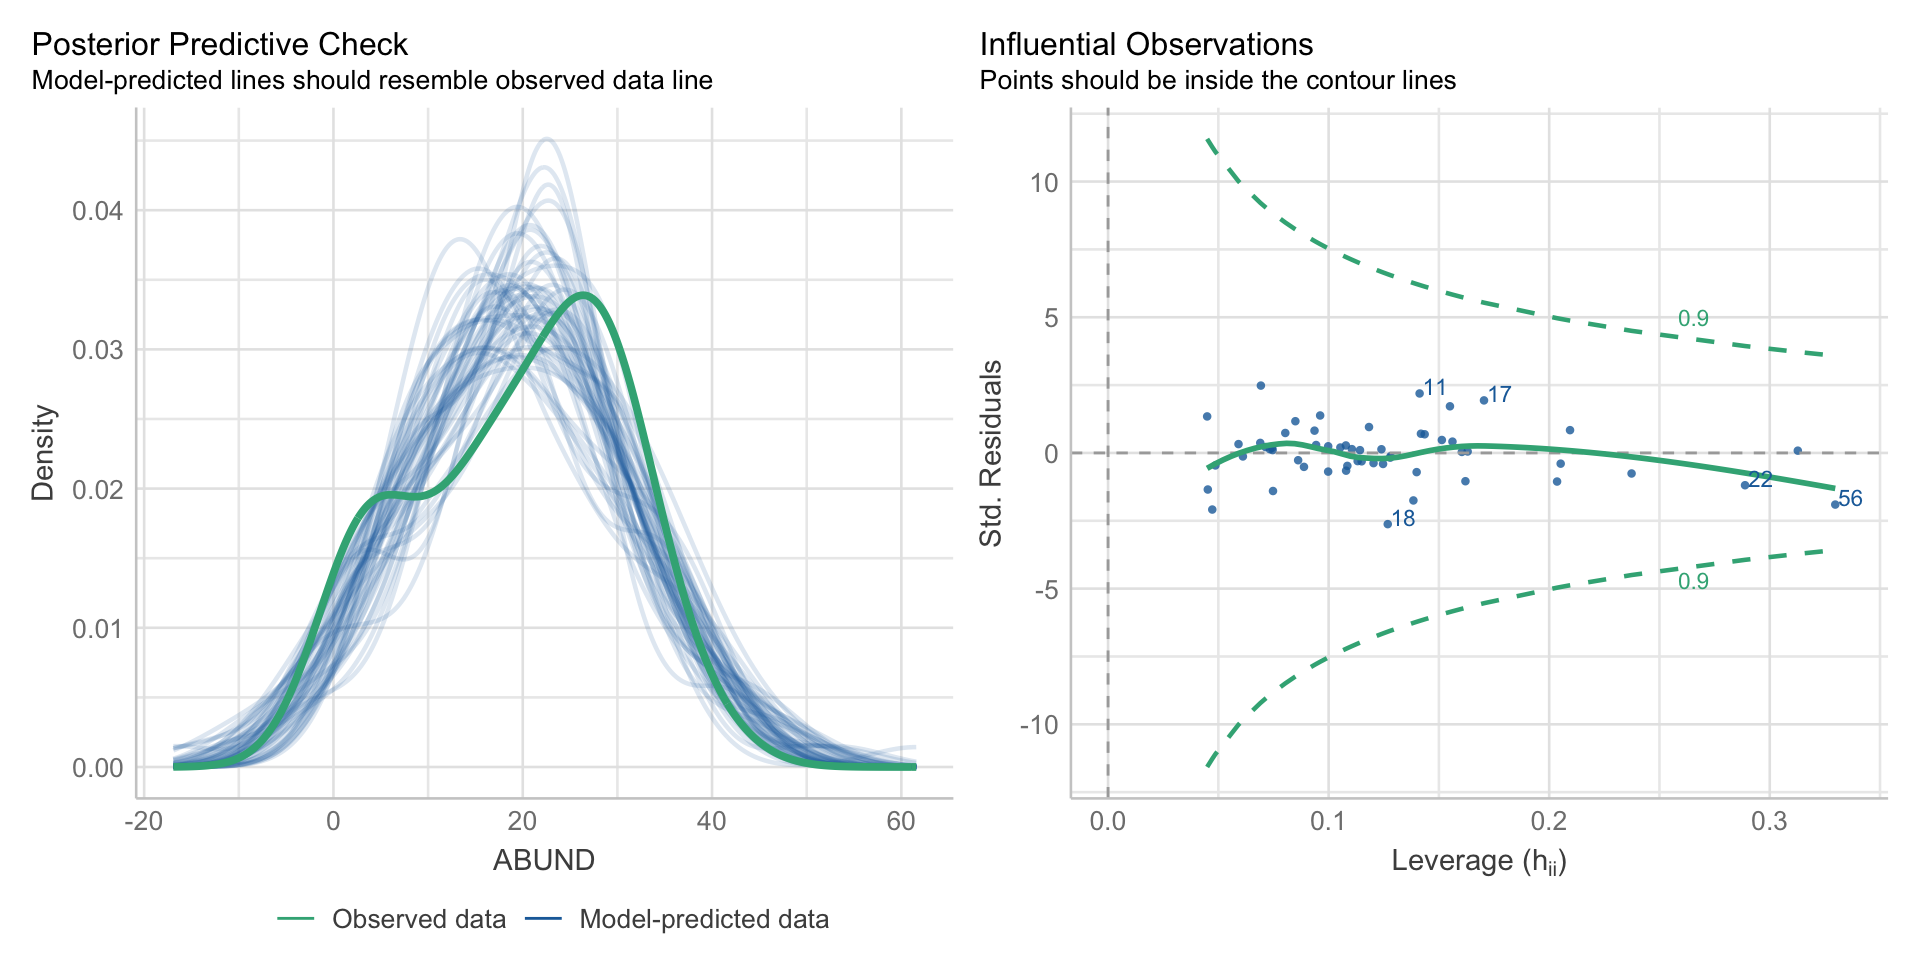 Posterior Predictive Check
Model-predicted lines should resemble observed data line
0.04
0.03
0.02
0.01
0.00
Density
-20 0 20 40 60
ABUND
Observed data Model-predicted data
Influential Observations
Points should be inside the contour lines
10
5
0
-5
-10
Std. Residuals
0.9
11
17
22
56
18
0.9
0.0 0.1 0.2 0.3
Leverage (hii)